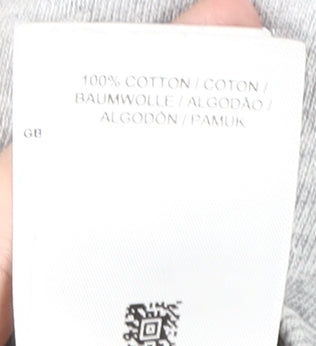 100% COTTON / COTON /
BAUMWOLLE / ALGODÃO /
ALGODÓN / PAMUK
GB